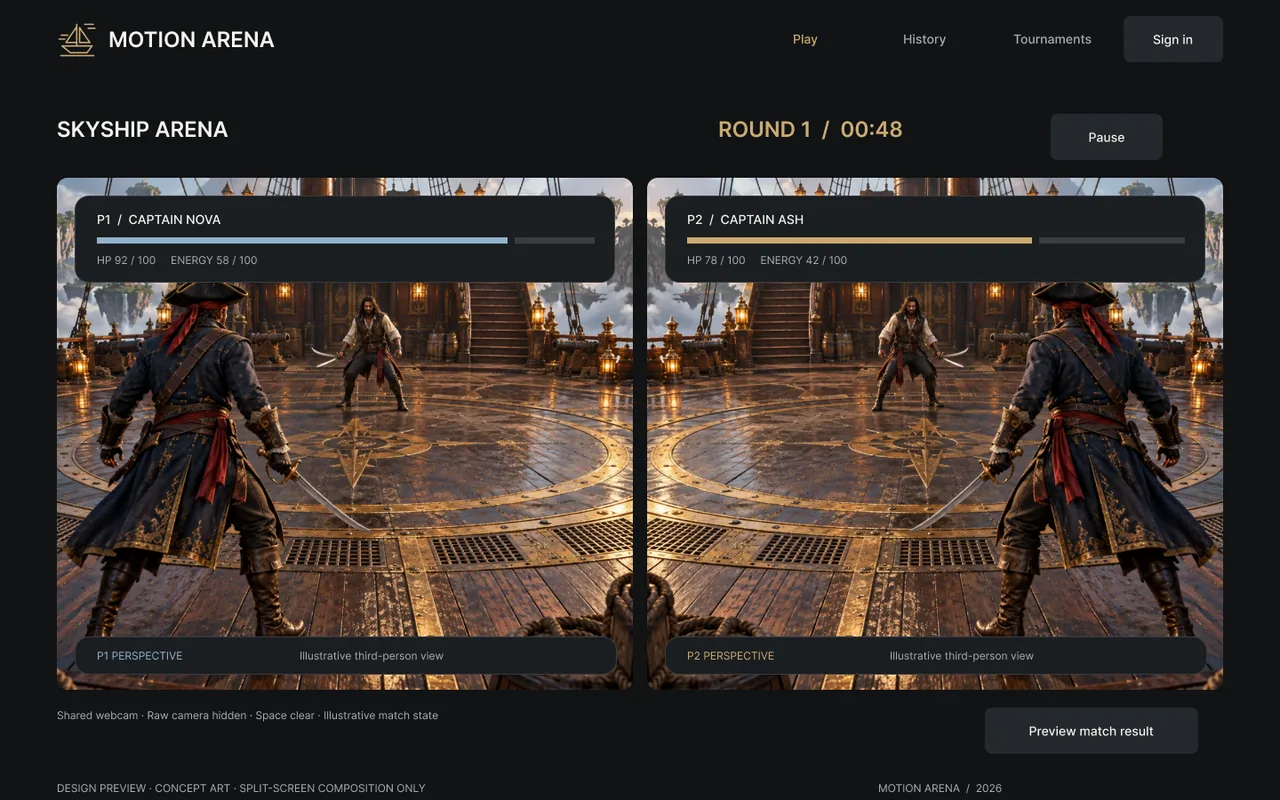 MOTION ARENA
Play
History
Tournaments
Sign in
SKYSHIP ARENA
ROUND 1 / 00:48
Pause
P1 / CAPTAIN NOVA
HP 92 / 100 ENERGY 58 / 100
P2 / CAPTAIN ASH
HP 78 / 100 ENERGY 42 / 100
P1 PERSPECTIVE
Illustrative third-person view
P2 PERSPECTIVE
Illustrative third-person view
Shared webcam · Raw camera hidden · Space clear · Illustrative match state
Preview match result
DESIGN PREVIEW · CONCEPT ART · SPLIT-SCREEN COMPOSITION ONLY
MOTION ARENA / 2026